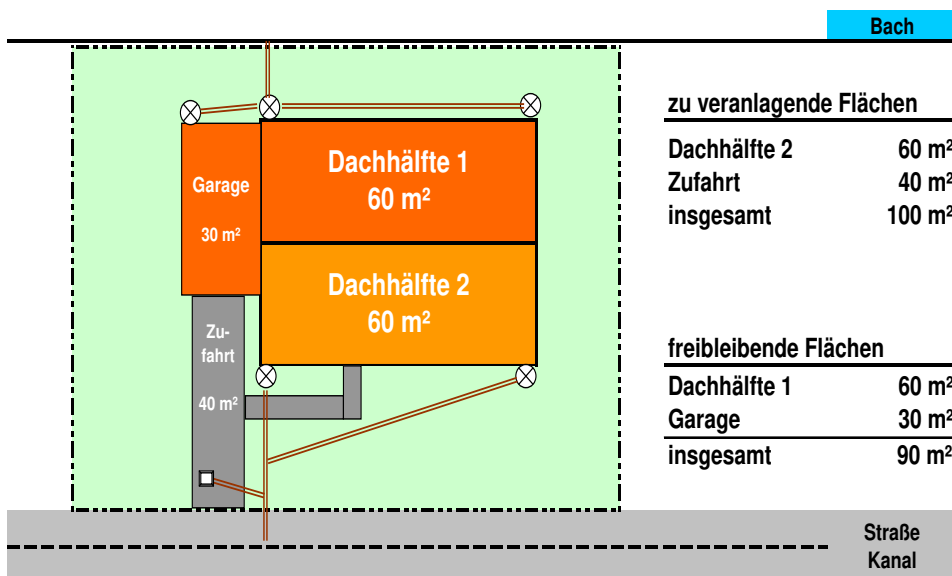 Bach
Dachhälfte 1
60 m²
Garage
30 m²
Dachhälfte 2
60 m²
Zu-
fahrt
40 m²
zu veranlagende Flächen
Dachhälfte 2 60 m²
Zufahrt 40 m²
insgesamt 100 m²
freibleibende Flächen
Dachhälfte 1 60 m²
Garage 30 m²
insgesamt 90 m²
Straße
Kanal